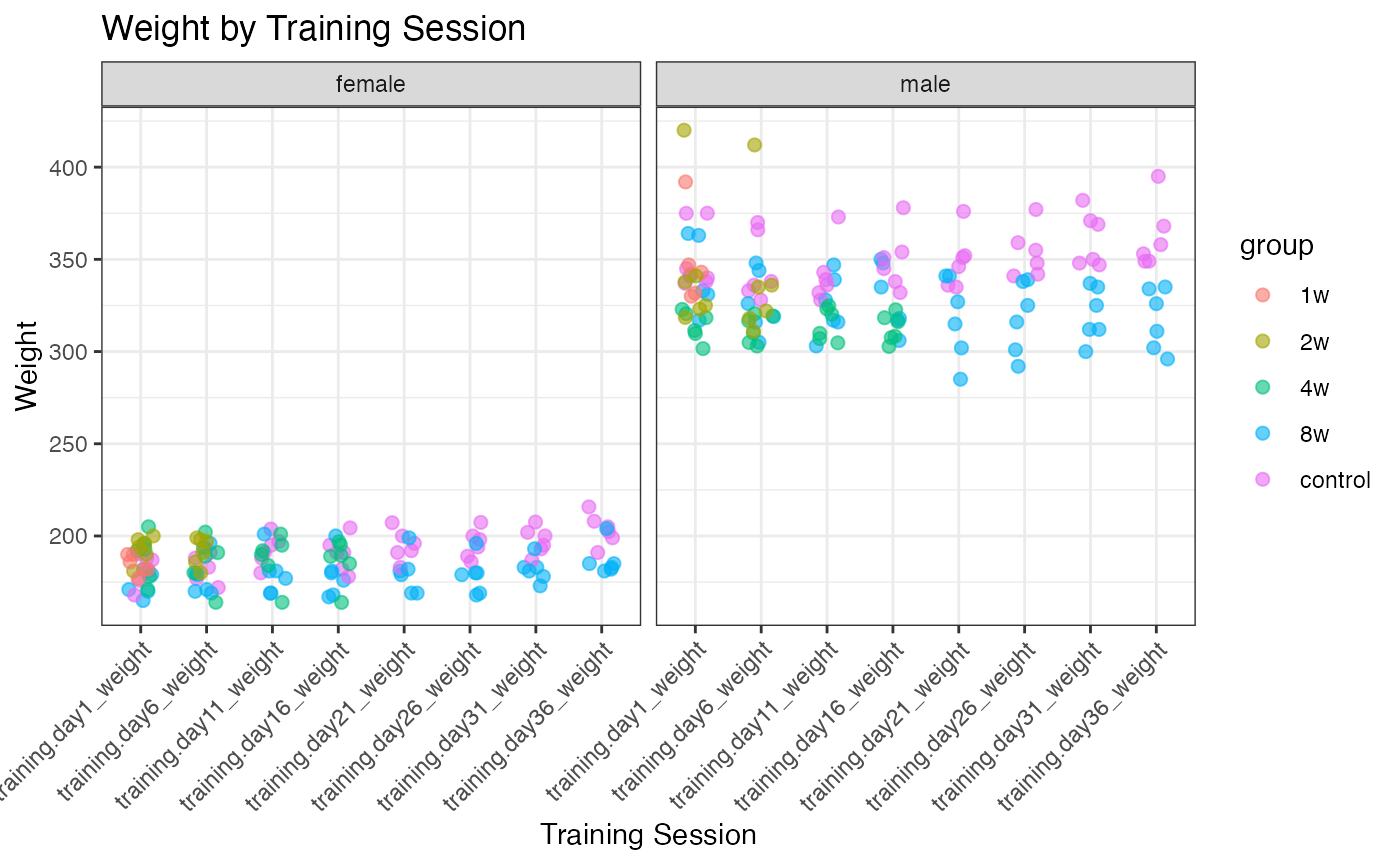 Weight by Training Session
female
male
Weight
400
350
300
250
200
training.day1_weight
training.day6_weight
training.day11_weight
training.day16_weight
training.day21_weight
training.day26_weight
training.day31_weight
training.day36_weight
training.day1_weight
training.day6_weight
training.day11_weight
training.day16_weight
training.day21_weight
training.day26_weight
training.day31_weight
training.day36_weight
Training Session
group
1w
2w
4w
8w
control